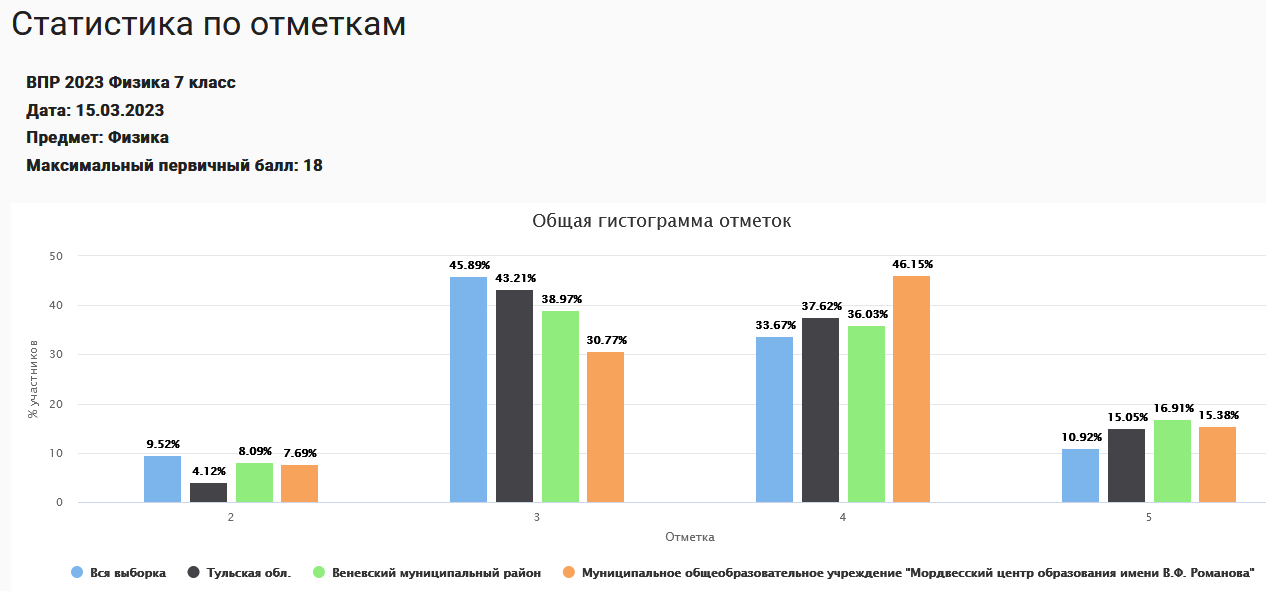 Статистика по отметкам
ВПР 2023 Физика 7 класс
Дата: 15.03.2023
Предмет: Физика
Максимальный первичный балл: 18
Общая гистограмма отметок
% участников
50
40
30
20
10
0
9.52%
4.12%
8.09%
7.69%
45.89%
43.21%
38.97%
30.77%
33.67%
37.62%
36.03%
46.15%
10.92%
15.05%
16.91%
15.38%
2
3
4
5
Отметка
Вся выборка
Тульская обл.
Веневский муниципальный район
Муниципальное общеобразовательное учреждение "Мордвесский центр образования имени В.Ф. Романова"